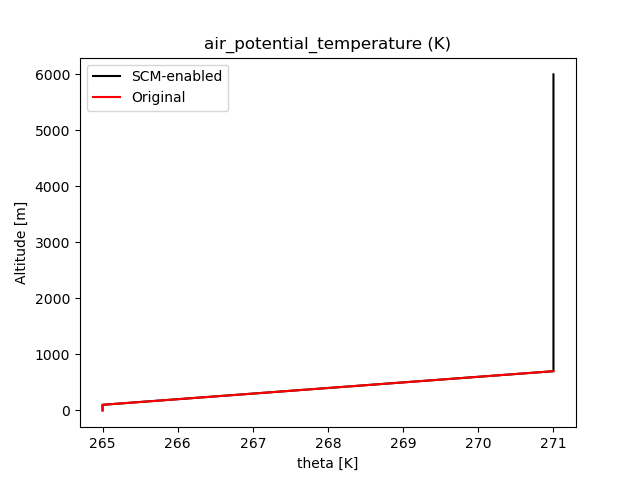 air_potential_temperature (K)
SCM-enabled
Original
Altitude [m]
6000
5000
4000
3000
2000
1000
0
265 266 267 268 269 270 271
theta [K]